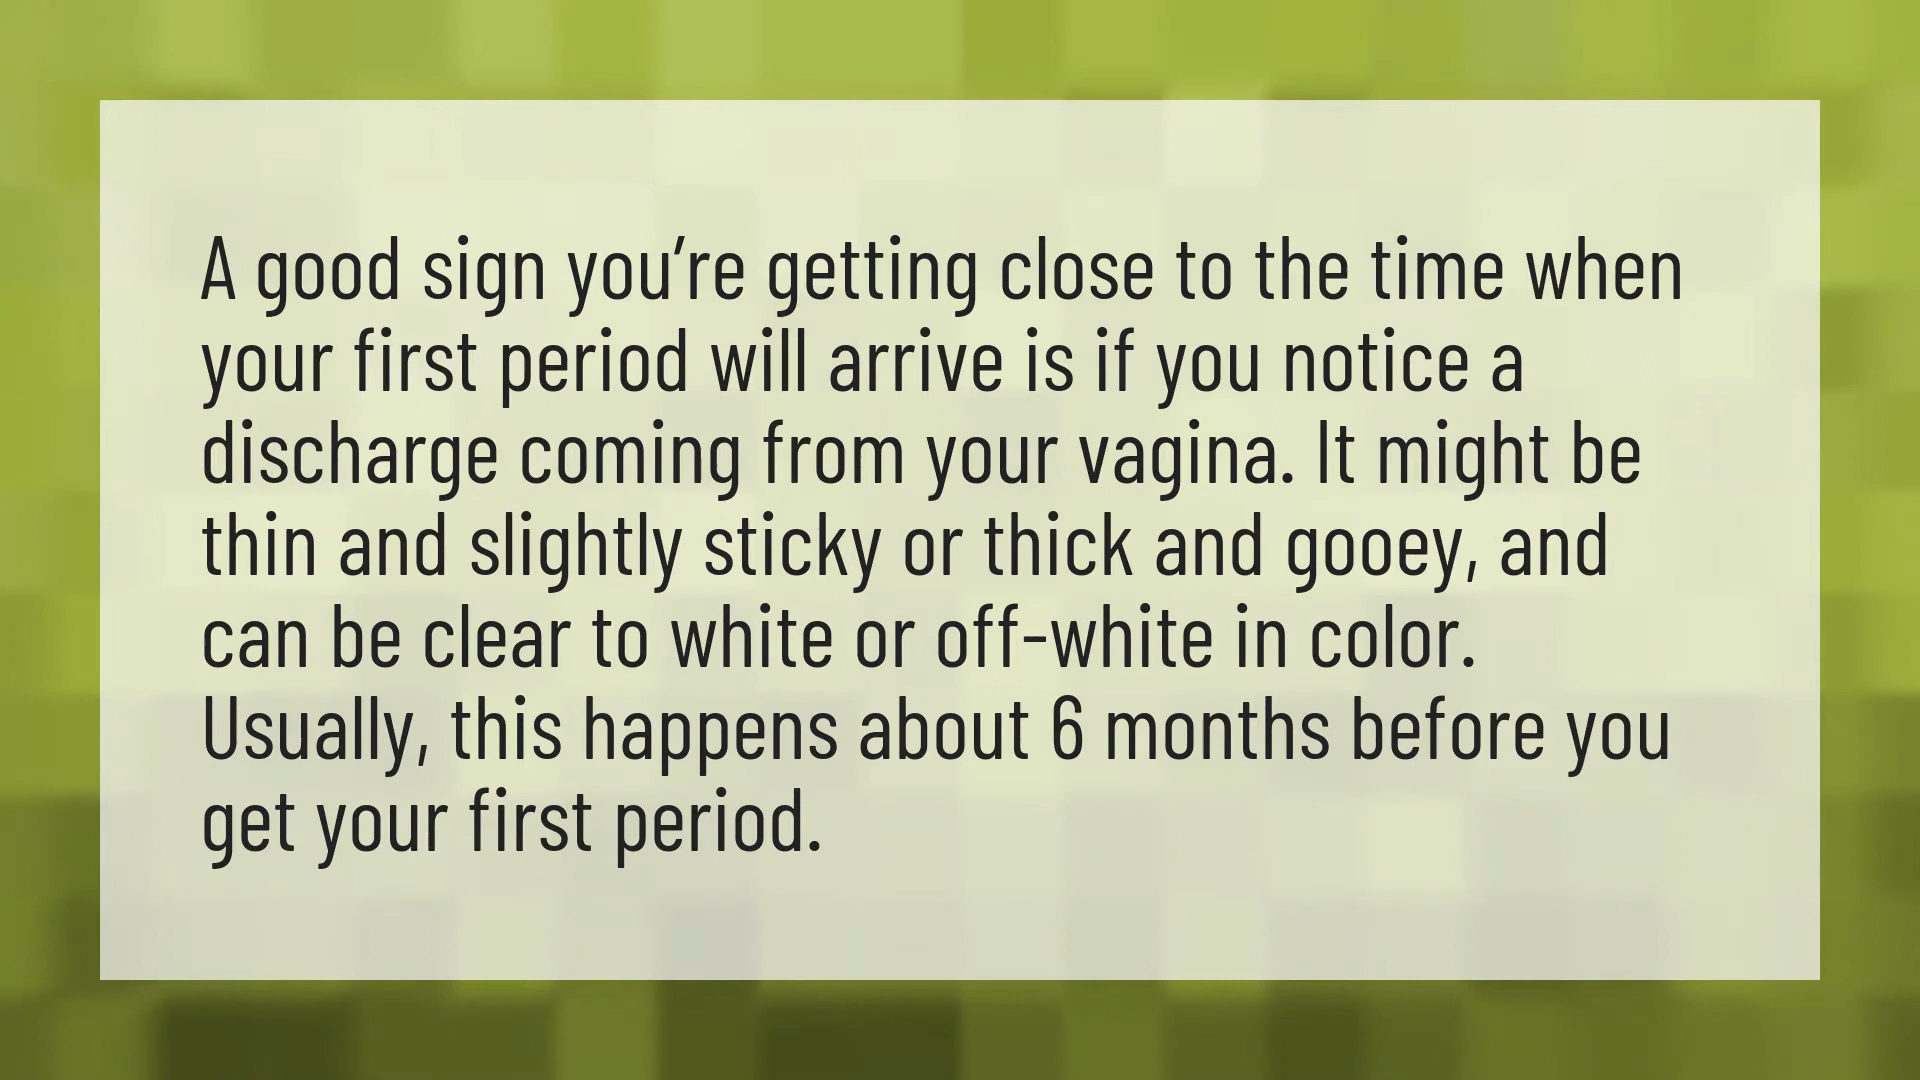 A good sign you’re getting close to the time when
your first period will arrive is if you notice a
discharge coming from your vagina. It might be
thin and slightly sticky or thick and gooey, and
can be clear to white or off-white in color.
Usually, this happens about 6 months before you
get your first period.